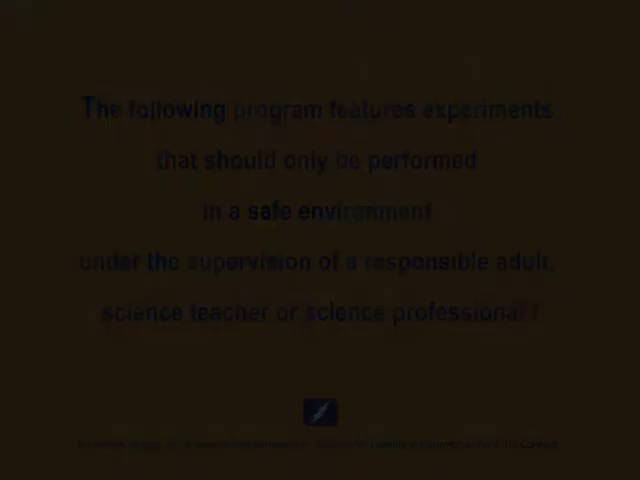 The following program features experiments
that should only be performed
in a safe environment
under the supervision of a responsible adult,
science teacher or science professional !